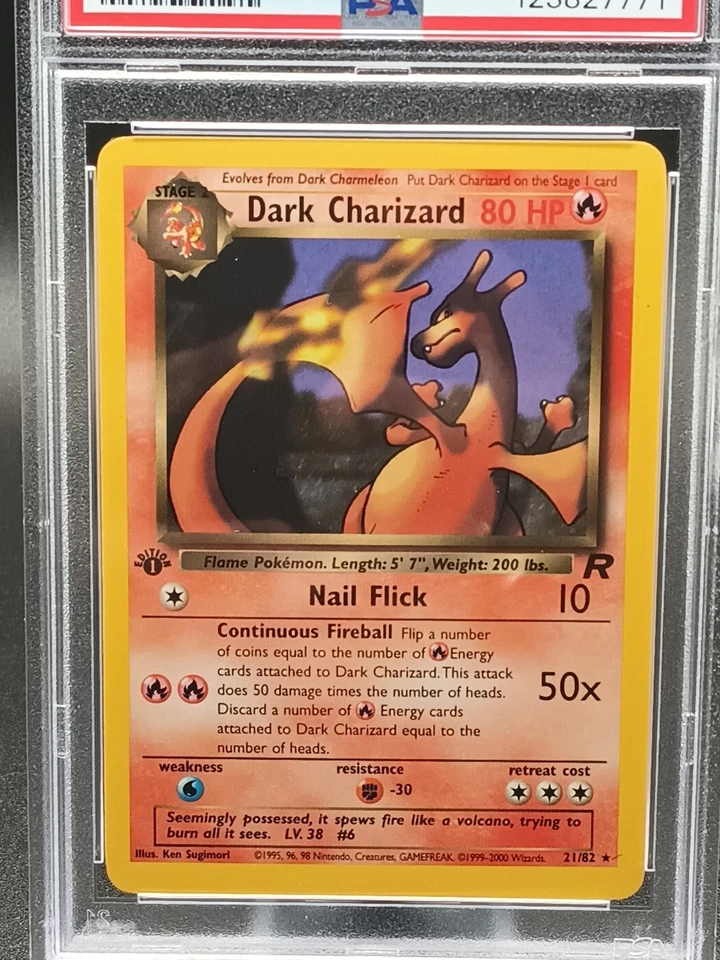 PSA
Evolves from Dark Charmeleon Put Dark Charizard on the Stage 1 card
STAGE 2
Dark Charizard 80 HP
EDITION
1
Flame Pokémon. Length: 5' 7", Weight: 200 lbs.
R
Nail Flick 10
Continuous Fireball Flip a number
of coins equal to the number of Energy
cards attached to Dark Charizard. This attack
does 50 damage times the number of heads.
Discard a number of Energy cards
attached to Dark Charizard equal to the
number of heads.
50x
weakness resistance retreat cost
-30
Seemingly possessed, it spews fire like a volcano, trying to
burn all it sees. LV. 38 #6
Illus. Ken Sugimori ©1995, 96, 98 Nintendo, Creatures, GAMEFREAK. ©1999-2000 Wizards. 21/82 ★
PSA